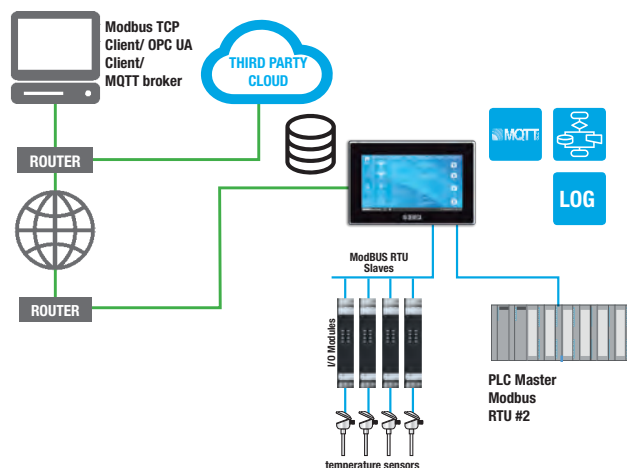 Modbus TCP
Client/ OPC UA
Client/
MQTT broker
THIRD PARTY
CLOUD
ROUTER
MQTT
LOG
ModBUS RTU
Slaves
ROUTER
I/O Modules
PLC Master
Modbus
RTU #2
temperature sensors